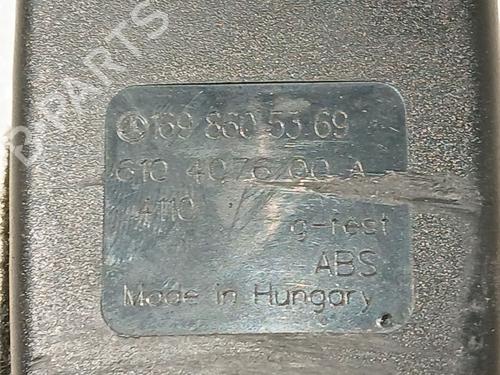 169 860 53 69
610 4076 00 A
4110
g-test
ABS
Made in Hungary
B-PARTS